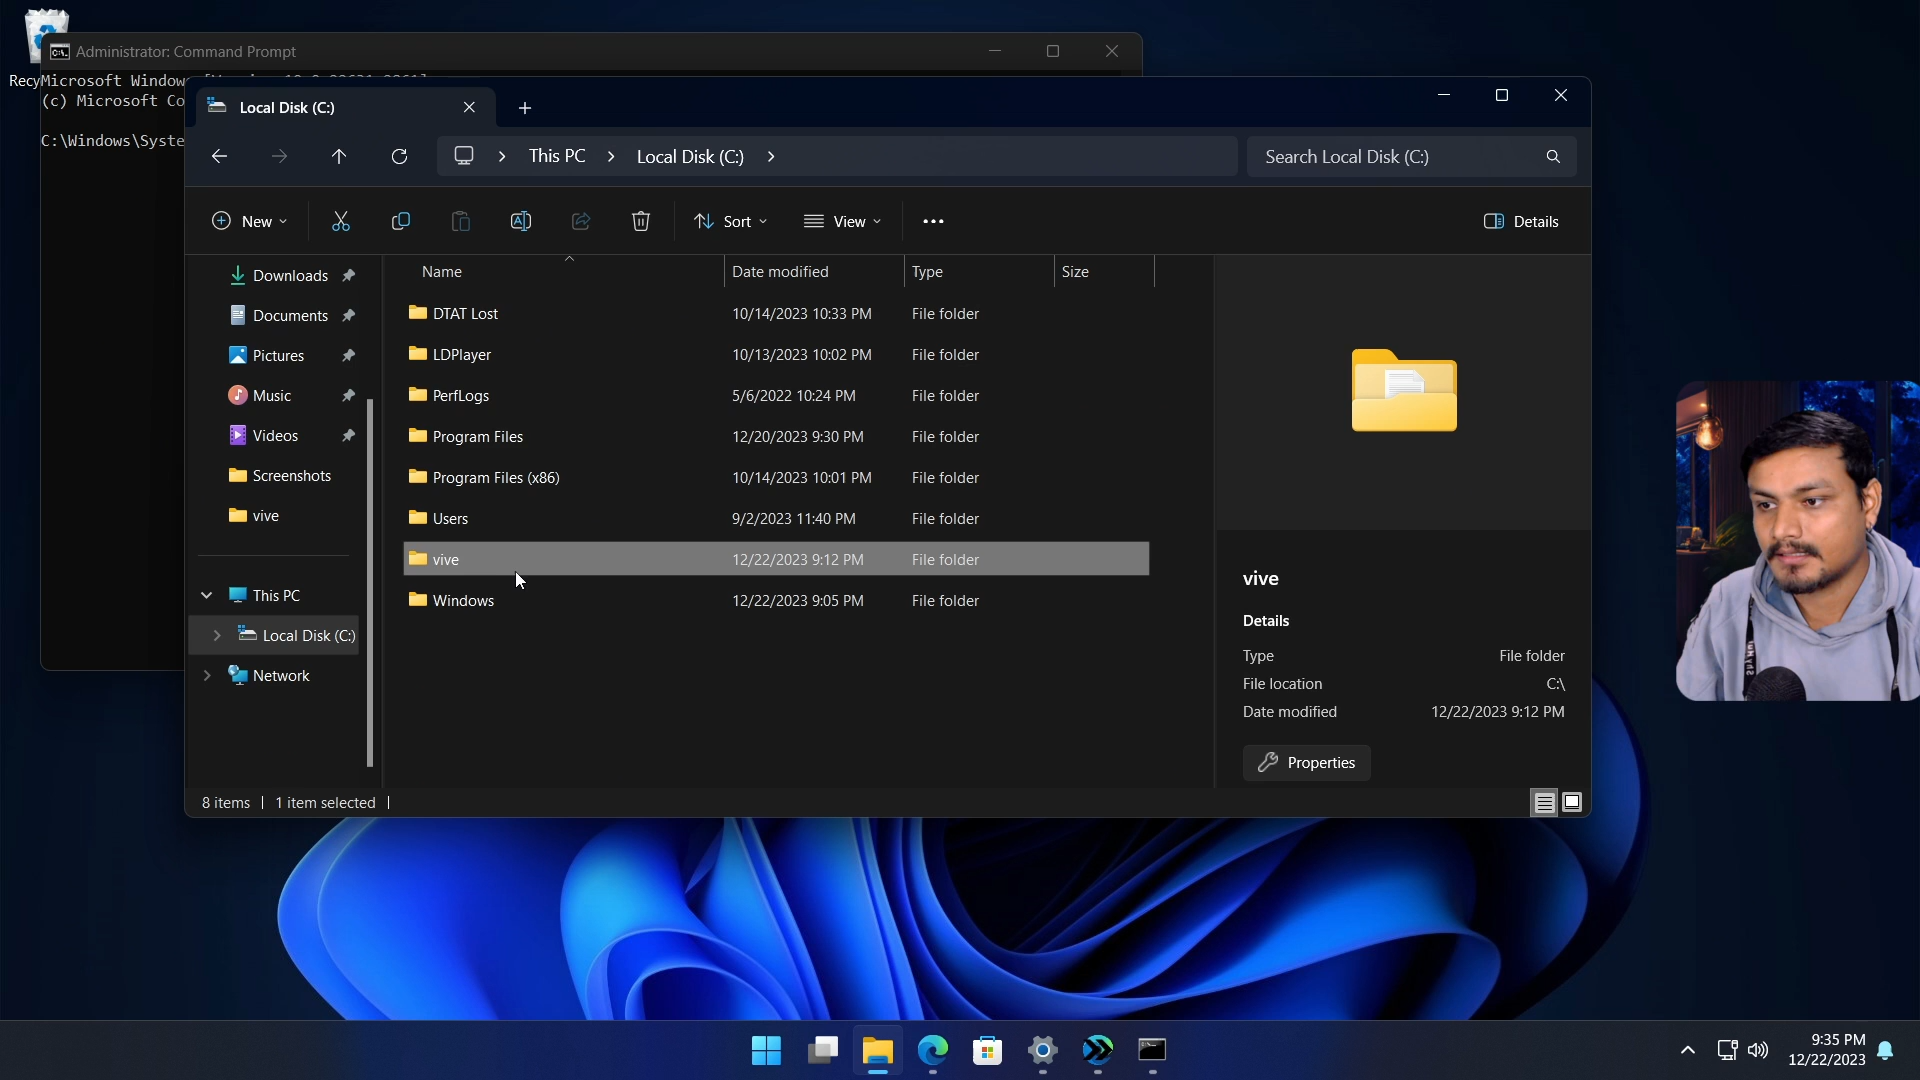 Administrator: Command Prompt
Recy
Microsoft Window
(c) Microsoft Co
C:\Windows\Syste
Local Disk (C:)
This PC
Local Disk (C:)
Search Local Disk (C:)
New
Sort
View
Details
Downloads
Documents
Pictures
Music
Videos
Screenshots
vive
This PC
Local Disk (C:)
Network
Name Date modified Type Size
DTAT Lost 10/14/2023 10:33 PM File folder
LDPlayer 10/13/2023 10:02 PM File folder
PerfLogs 5/6/2022 10:24 PM File folder
Program Files 12/20/2023 9:30 PM File folder
Program Files (x86) 10/14/2023 10:01 PM File folder
Users 9/2/2023 11:40 PM File folder
vive 12/22/2023 9:12 PM File folder
Windows 12/22/2023 9:05 PM File folder
vive
Details
Type File folder
File location C:\
Date modified 12/22/2023 9:12 PM
Properties
8 items 1 item selected
9:35 PM
12/22/2023